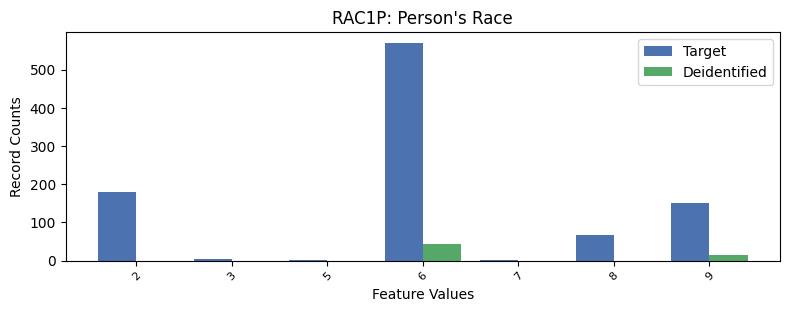 RAC1P: Person's Race
Target
Deidentified
500
400
300
200
100
0
Record Counts
2 3 5 6 7 8 9
Feature Values